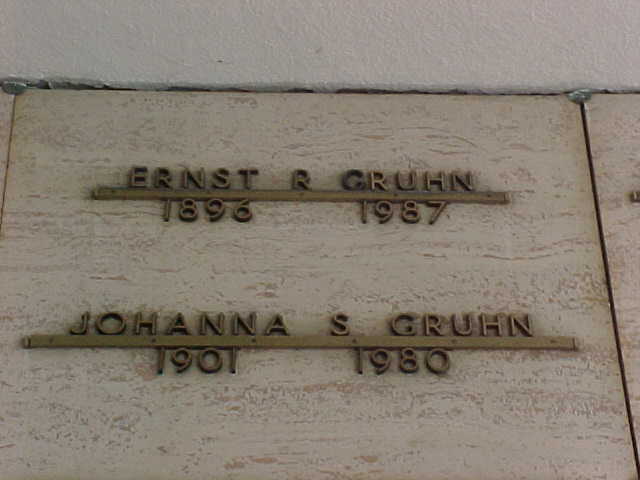 ERNST R GRUHN
1896 1987
JOHANNA S GRUHN
1901 1980